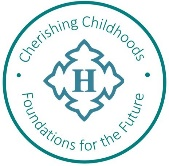 Cherishing Childhoods
H
Foundations for the Future